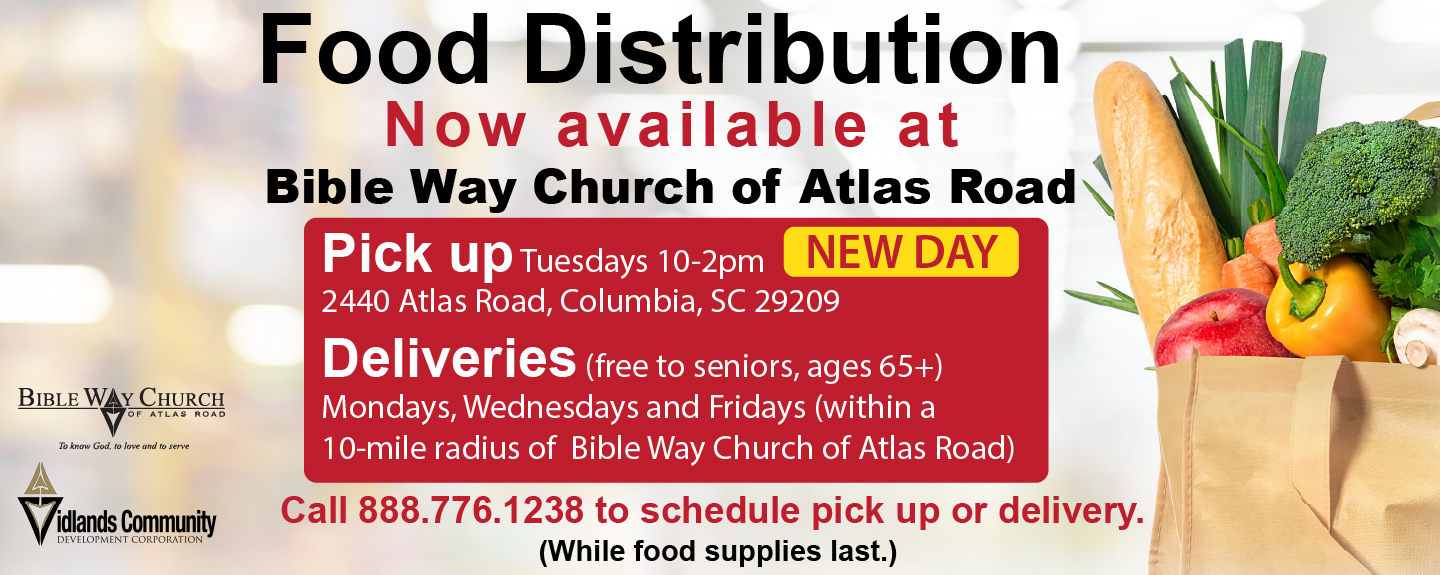 Food Distribution
Now available at
Bible Way Church of Atlas Road
Pick up Tuesdays 10-2pm NEW DAY
2440 Atlas Road, Columbia, SC 29209
Deliveries (free to seniors, ages 65+)
Mondays, Wednesdays and Fridays (within a
10-mile radius of Bible Way Church of Atlas Road)
Call 888.776.1238 to schedule pick up or delivery.
(While food supplies last.)
BIBLE WAY CHURCH
OF ATLAS ROAD
To know God, to love and to serve
Midlands Community
DEVELOPMENT CORPORATION